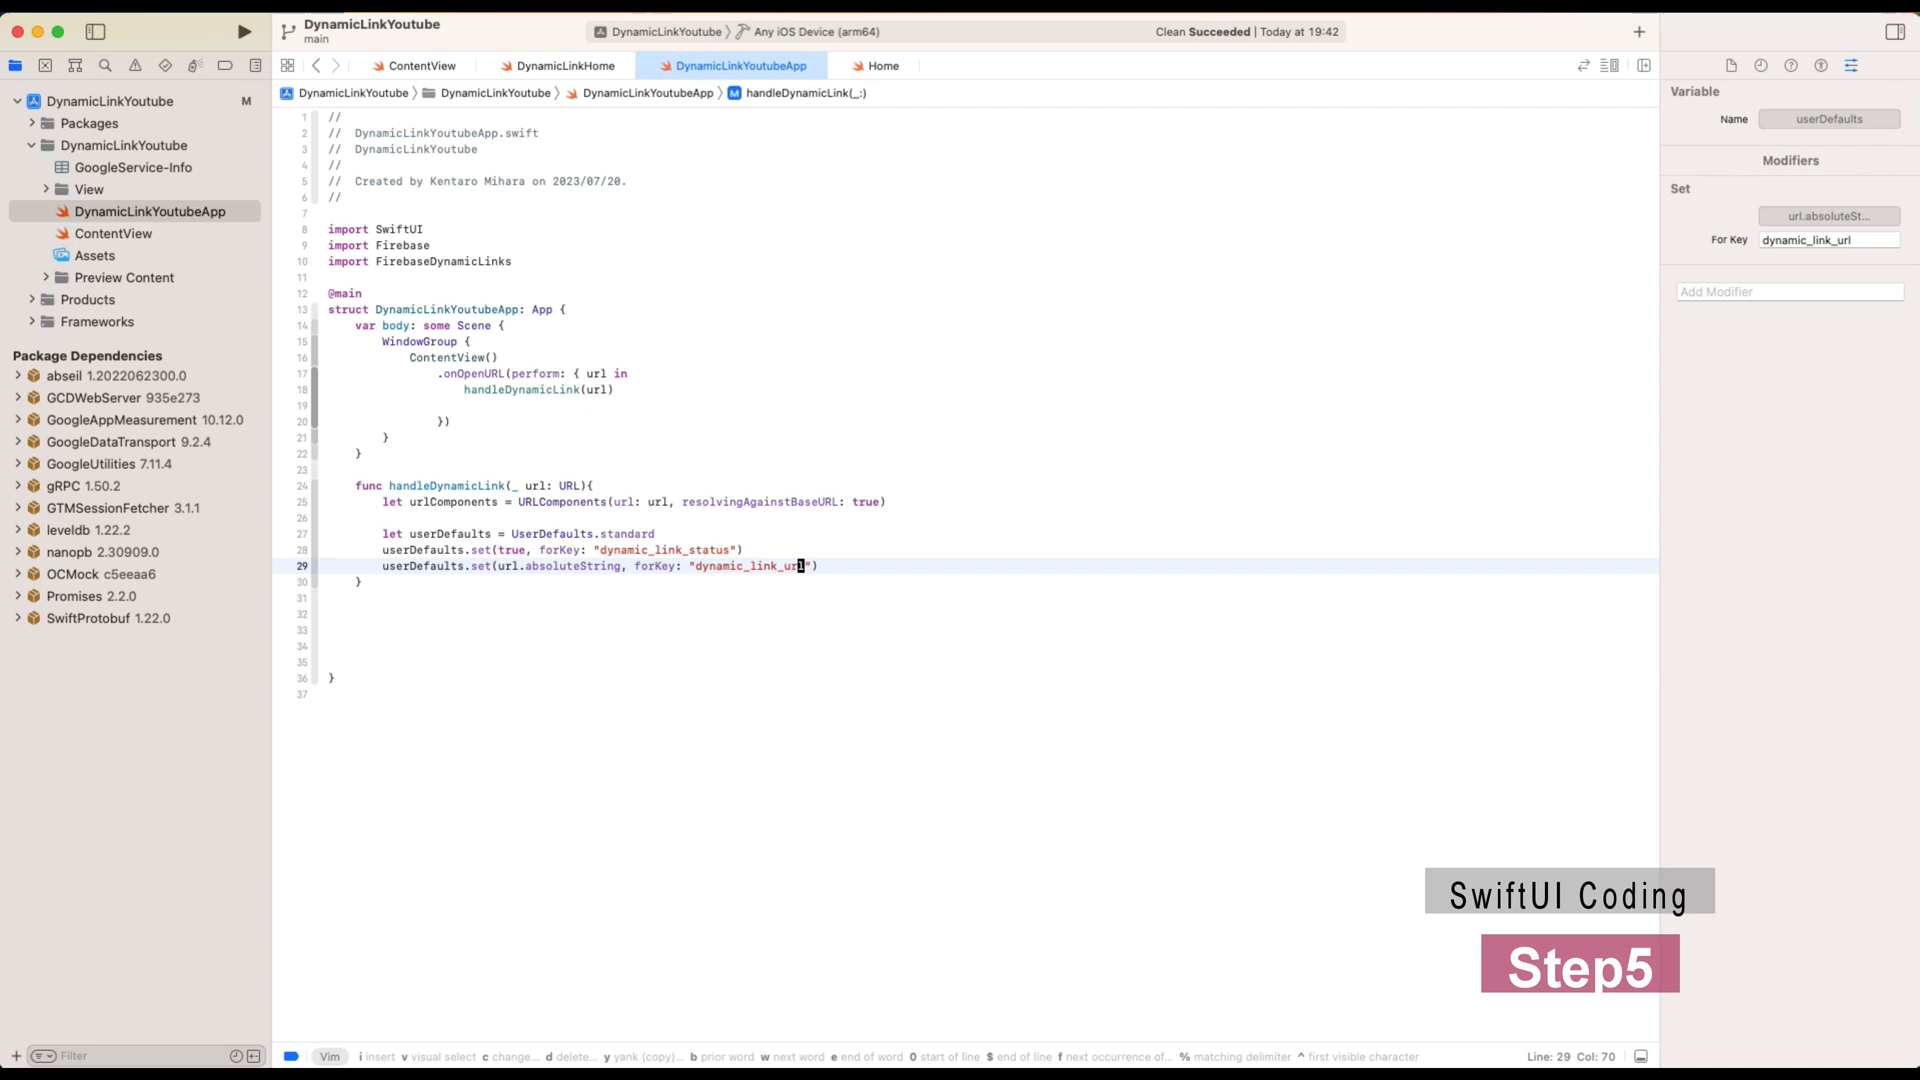 DynamicLinkYoutube
main
DynamicLinkYoutube
Any iOS Device (arm64)
Clean Succeeded | Today at 19:42
ContentView
DynamicLinkHome
DynamicLinkYoutubeApp
Home
DynamicLinkYoutube
DynamicLinkYoutube
DynamicLinkYoutubeApp
M handleDynamicLink(_:)
DynamicLinkYoutube M
Packages
DynamicLinkYoutube
GoogleService-Info
View
DynamicLinkYoutubeApp
ContentView
Assets
Preview Content
Products
Frameworks
Package Dependencies
abseil 1.2022062300.0
GCDWebServer 935e273
GoogleAppMeasurement 10.12.0
GoogleDataTransport 9.2.4
GoogleUtilities 7.11.4
gRPC 1.50.2
GTMSessionFetcher 3.1.1
leveldb 1.22.2
nanopb 2.30909.0
OCMock c5eeaa6
Promises 2.2.0
SwiftProtobuf 1.22.0
Filter
1 //
2 //  DynamicLinkYoutubeApp.swift
3 //  DynamicLinkYoutube
4 //
5 //  Created by Kentaro Mihara on 2023/07/20.
6 //
7
8 import SwiftUI
9 import Firebase
10 import FirebaseDynamicLinks
11
12 @main
13 struct DynamicLinkYoutubeApp: App {
14     var body: some Scene {
15         WindowGroup {
16             ContentView()
17                 .onOpenURL(perform: { url in
18                     handleDynamicLink(url)
19
20                 })
21         }
22     }
23
24     func handleDynamicLink(_ url: URL){
25         let urlComponents = URLComponents(url: url, resolvingAgainstBaseURL: true)
26
27         let userDefaults = UserDefaults.standard
28         userDefaults.set(true, forKey: "dynamic_link_status")
29         userDefaults.set(url.absoluteString, forKey: "dynamic_link_url")
30     }
31
32
33
34
35
36 }
37
Variable
Name userDefaults
Modifiers
Set
url.absoluteSt...
For Key dynamic_link_url
Add Modifier
SwiftUI Coding
Step5
Vim i insert v visual select c change... d delete... y yank (copy)... b prior word w next word e end of word 0 start of line $ end of line f next occurrence of... % matching delimiter ^ first visible character
Line: 29 Col: 70